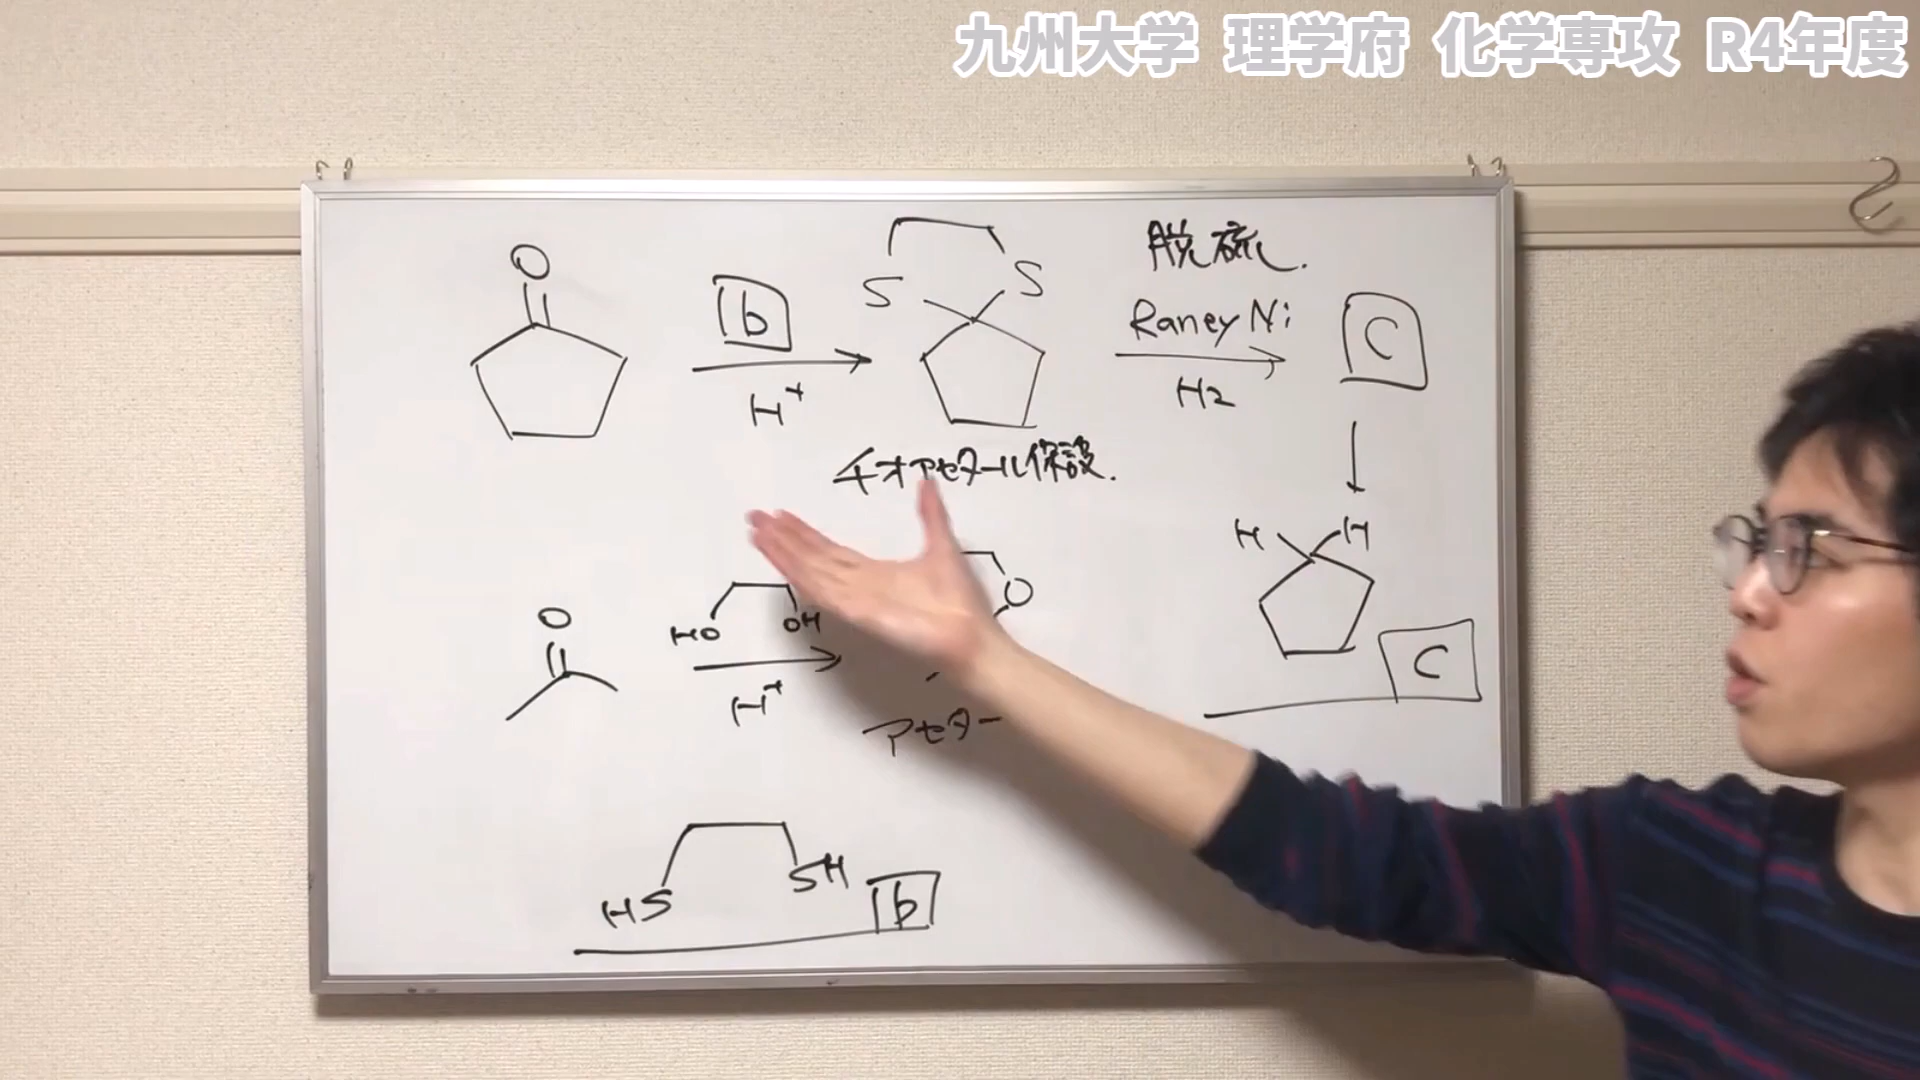 九州大学 理学府 化学専攻 R4年度
O
b
H⁺
S
S
脱硫.
Raney Ni
H2
C
チオアセタール保護.
H
H
C
O
HO
OH
H⁺
O
アセター
HS
SH
b